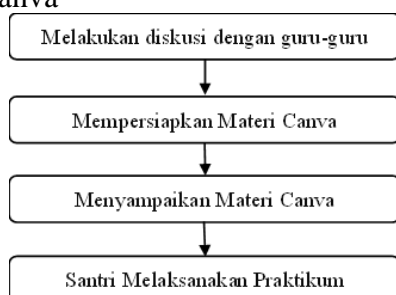 Melakukan diskusi dengan guru-guru
Mempersiapkan Materi Canva
Menyampaikan Materi Canva
Santri Melaksanakan Praktikum